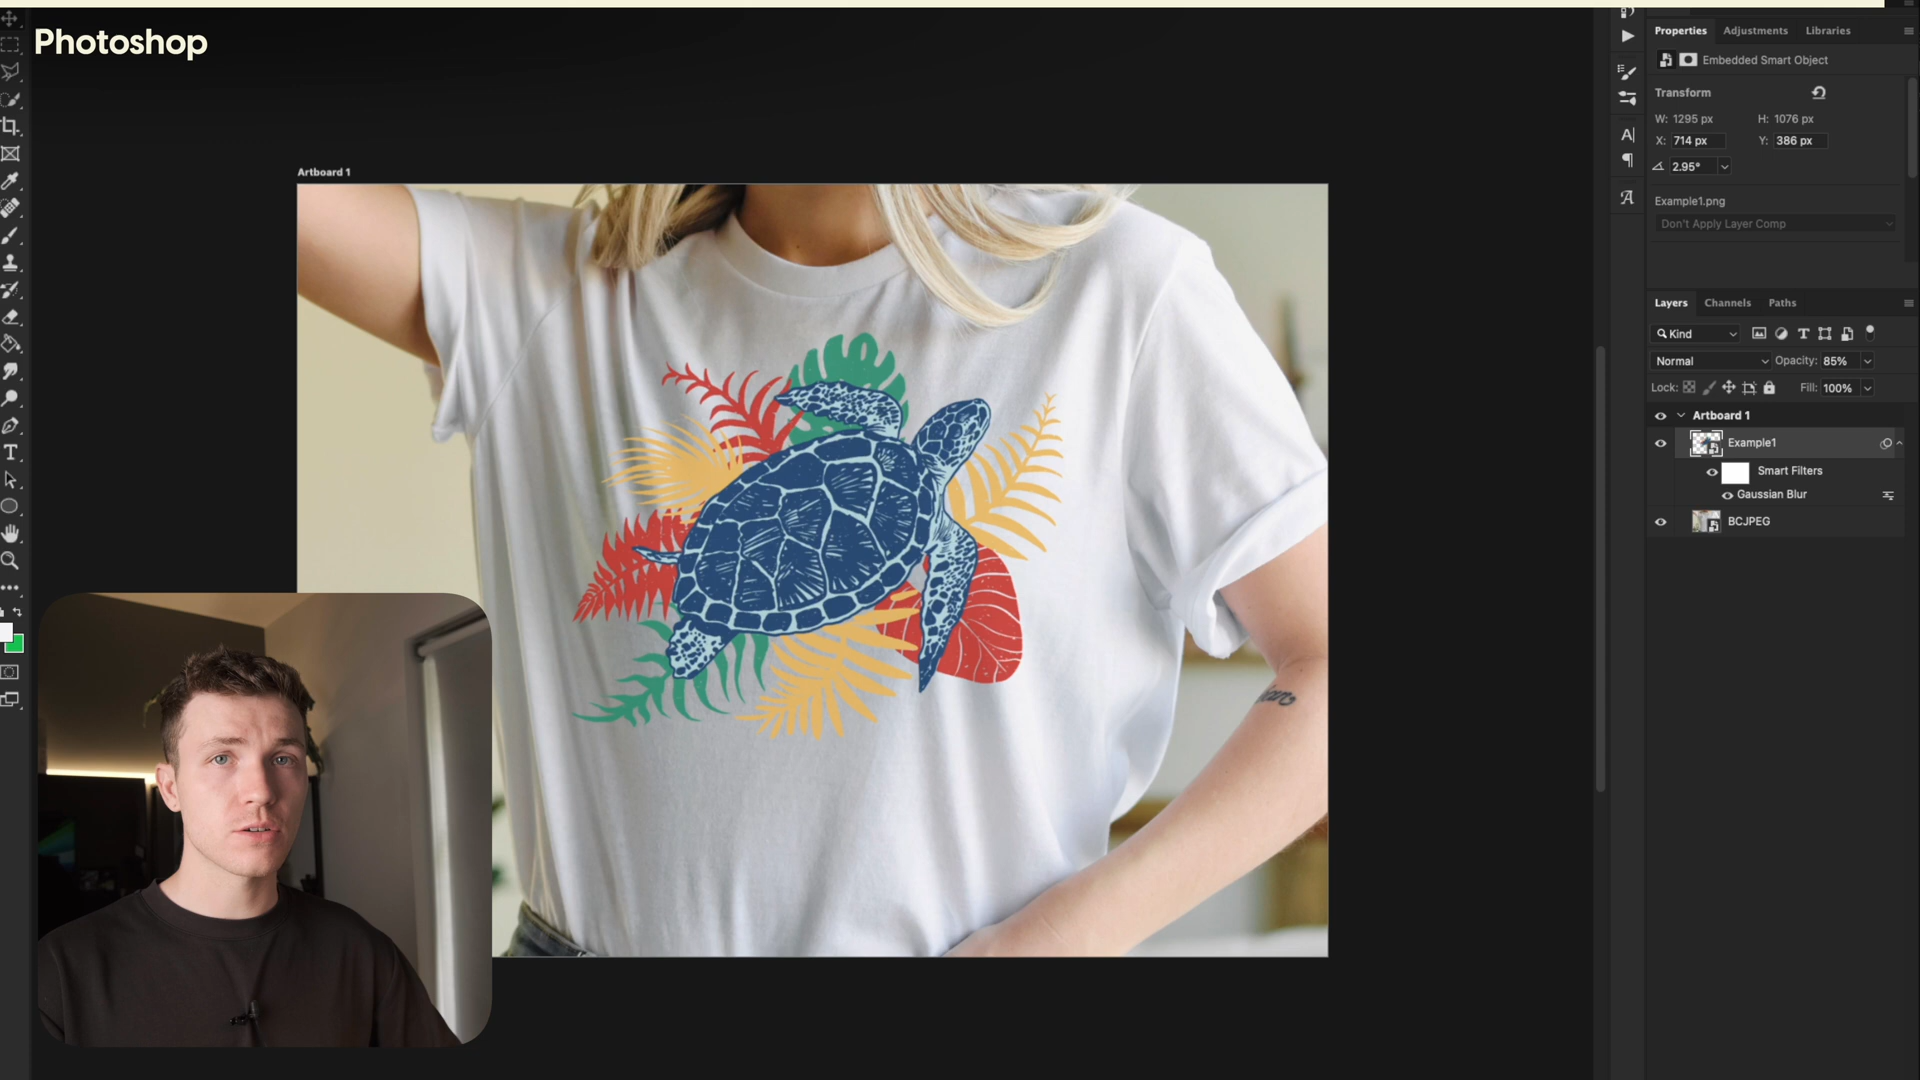 Photoshop
Artboard 1
Properties
Adjustments
Libraries
Embedded Smart Object
Transform
W: 1295 px
H: 1076 px
X: 714 px
Y: 386 px
2.95°
Example1.png
Don't Apply Layer Comp
Layers
Channels
Paths
Kind
Normal
Opacity: 85%
Lock:
Fill: 100%
Artboard 1
Example1
Smart Filters
Gaussian Blur
BCJPEG